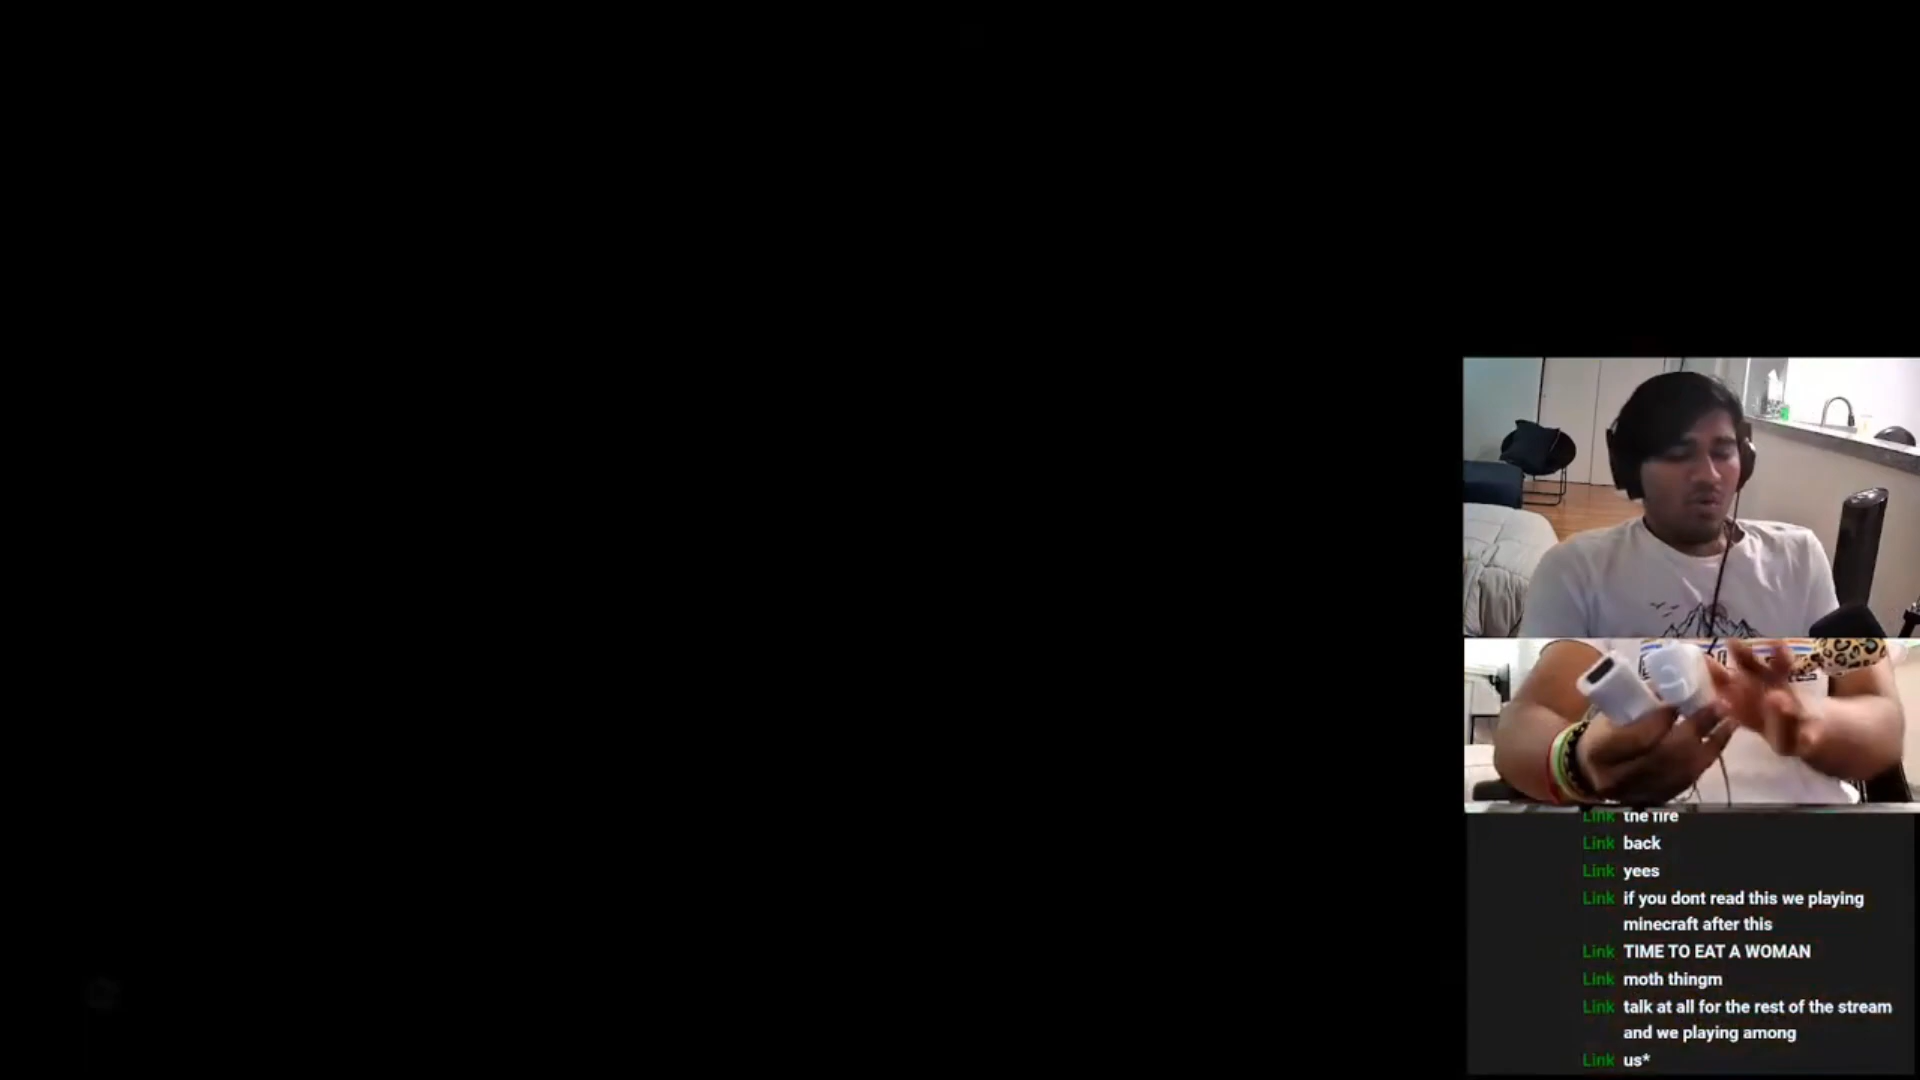 Link the fire
Link back
Link yees
Link if you dont read this we playing
minecraft after this
Link TIME TO EAT A WOMAN
Link moth thingm
Link talk at all for the rest of the stream
and we playing among
Link us*